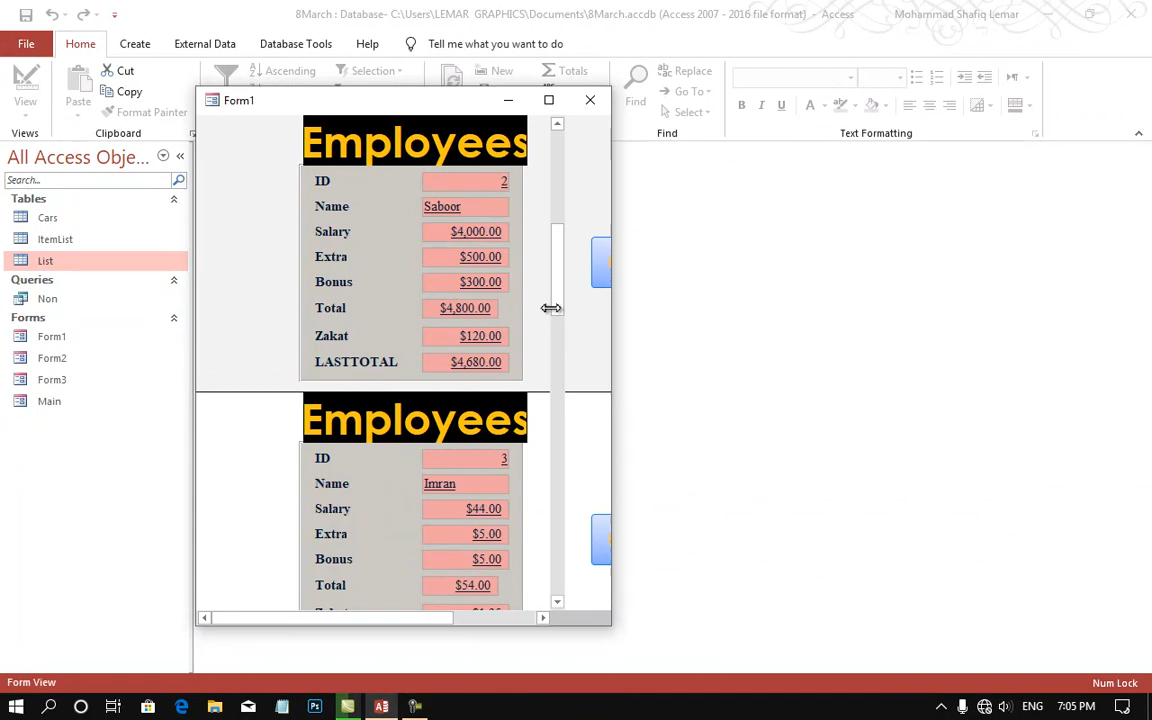 8March : Database- C:\Users\LEMAR GRAPHICS\Documents\8March.accdb (Access 2007 - 2016 file format) - Access
Mohammad Shafiq Lemar
File Home Create External Data Database Tools Help Tell me what you want to do
View
Views
Paste
Cut
Copy
Format Painter
Ascending
Selection
New
Totals
Find
Replace
Go To
Select
Find
B I U A
Text Formatting
All Access Obje...
Search...
Tables
Cars
ItemList
List
Queries
Non
Forms
Form1
Form2
Form3
Main
Form1
Employees
ID 2
Name Saboor
Salary $4,000.00
Extra $500.00
Bonus $300.00
Total $4,800.00
Zakat $120.00
LASTTOTAL $4,680.00
Employees
ID 3
Name Imran
Salary $44.00
Extra $5.00
Bonus $5.00
Total $54.00
Form View
Num Lock
ENG 7:05 PM